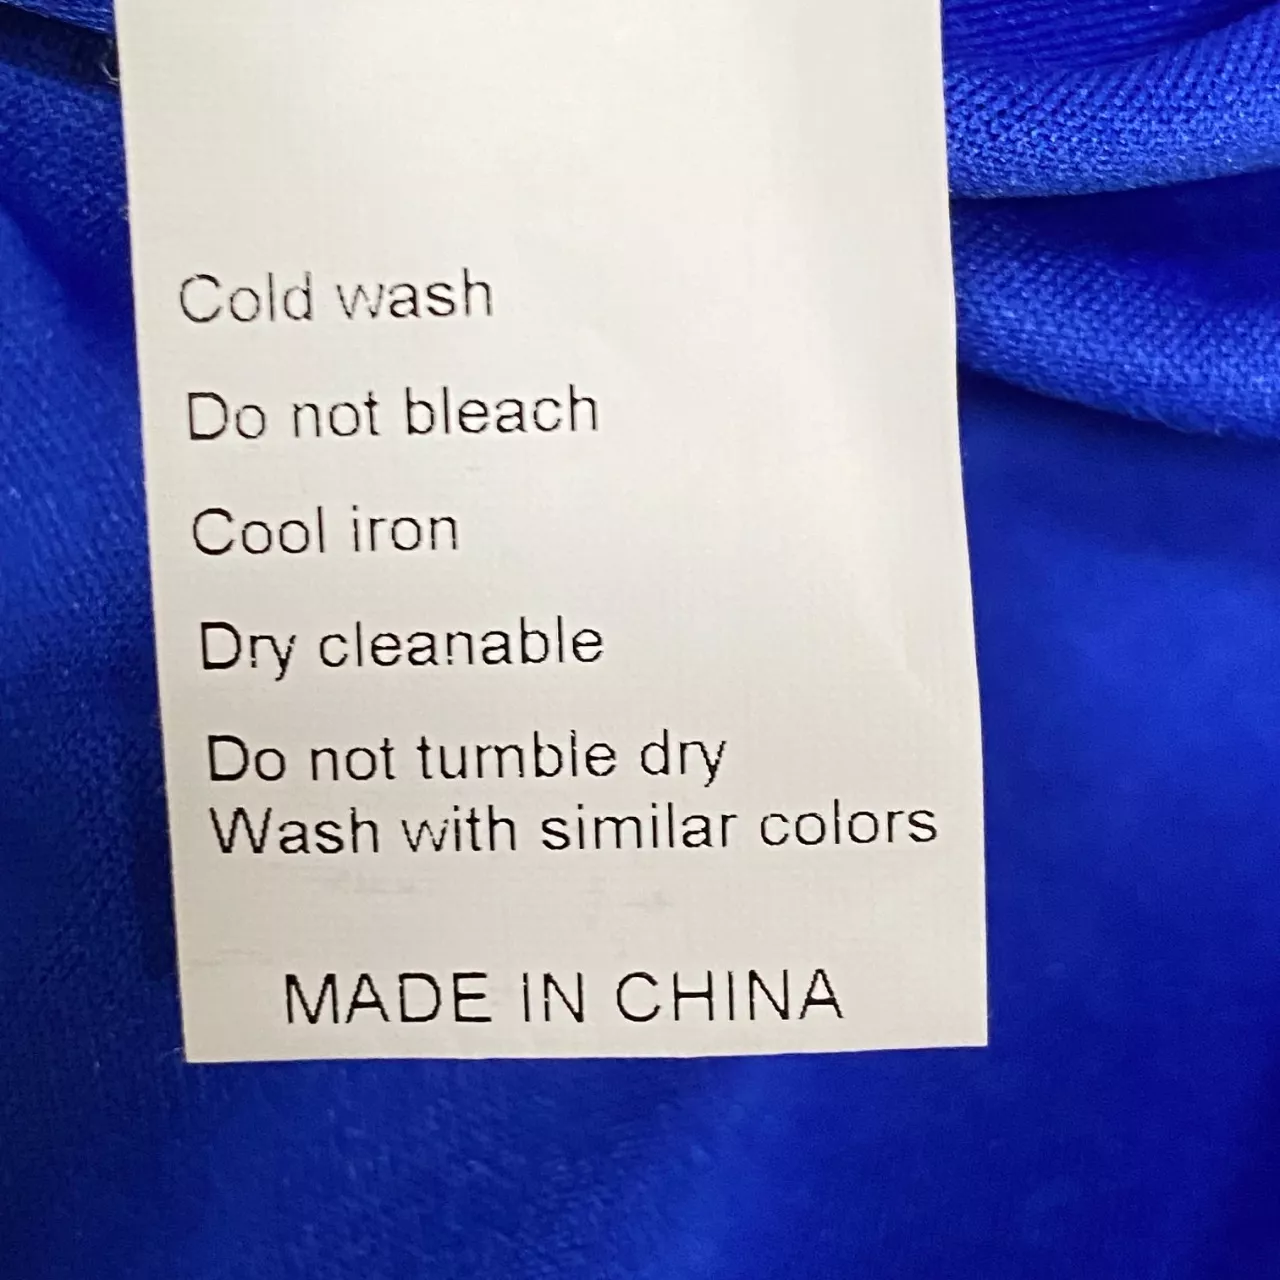 Cold wash
Do not bleach
Cool iron
Dry cleanable
Do not tumble dry
Wash with similar colors
MADE IN CHINA